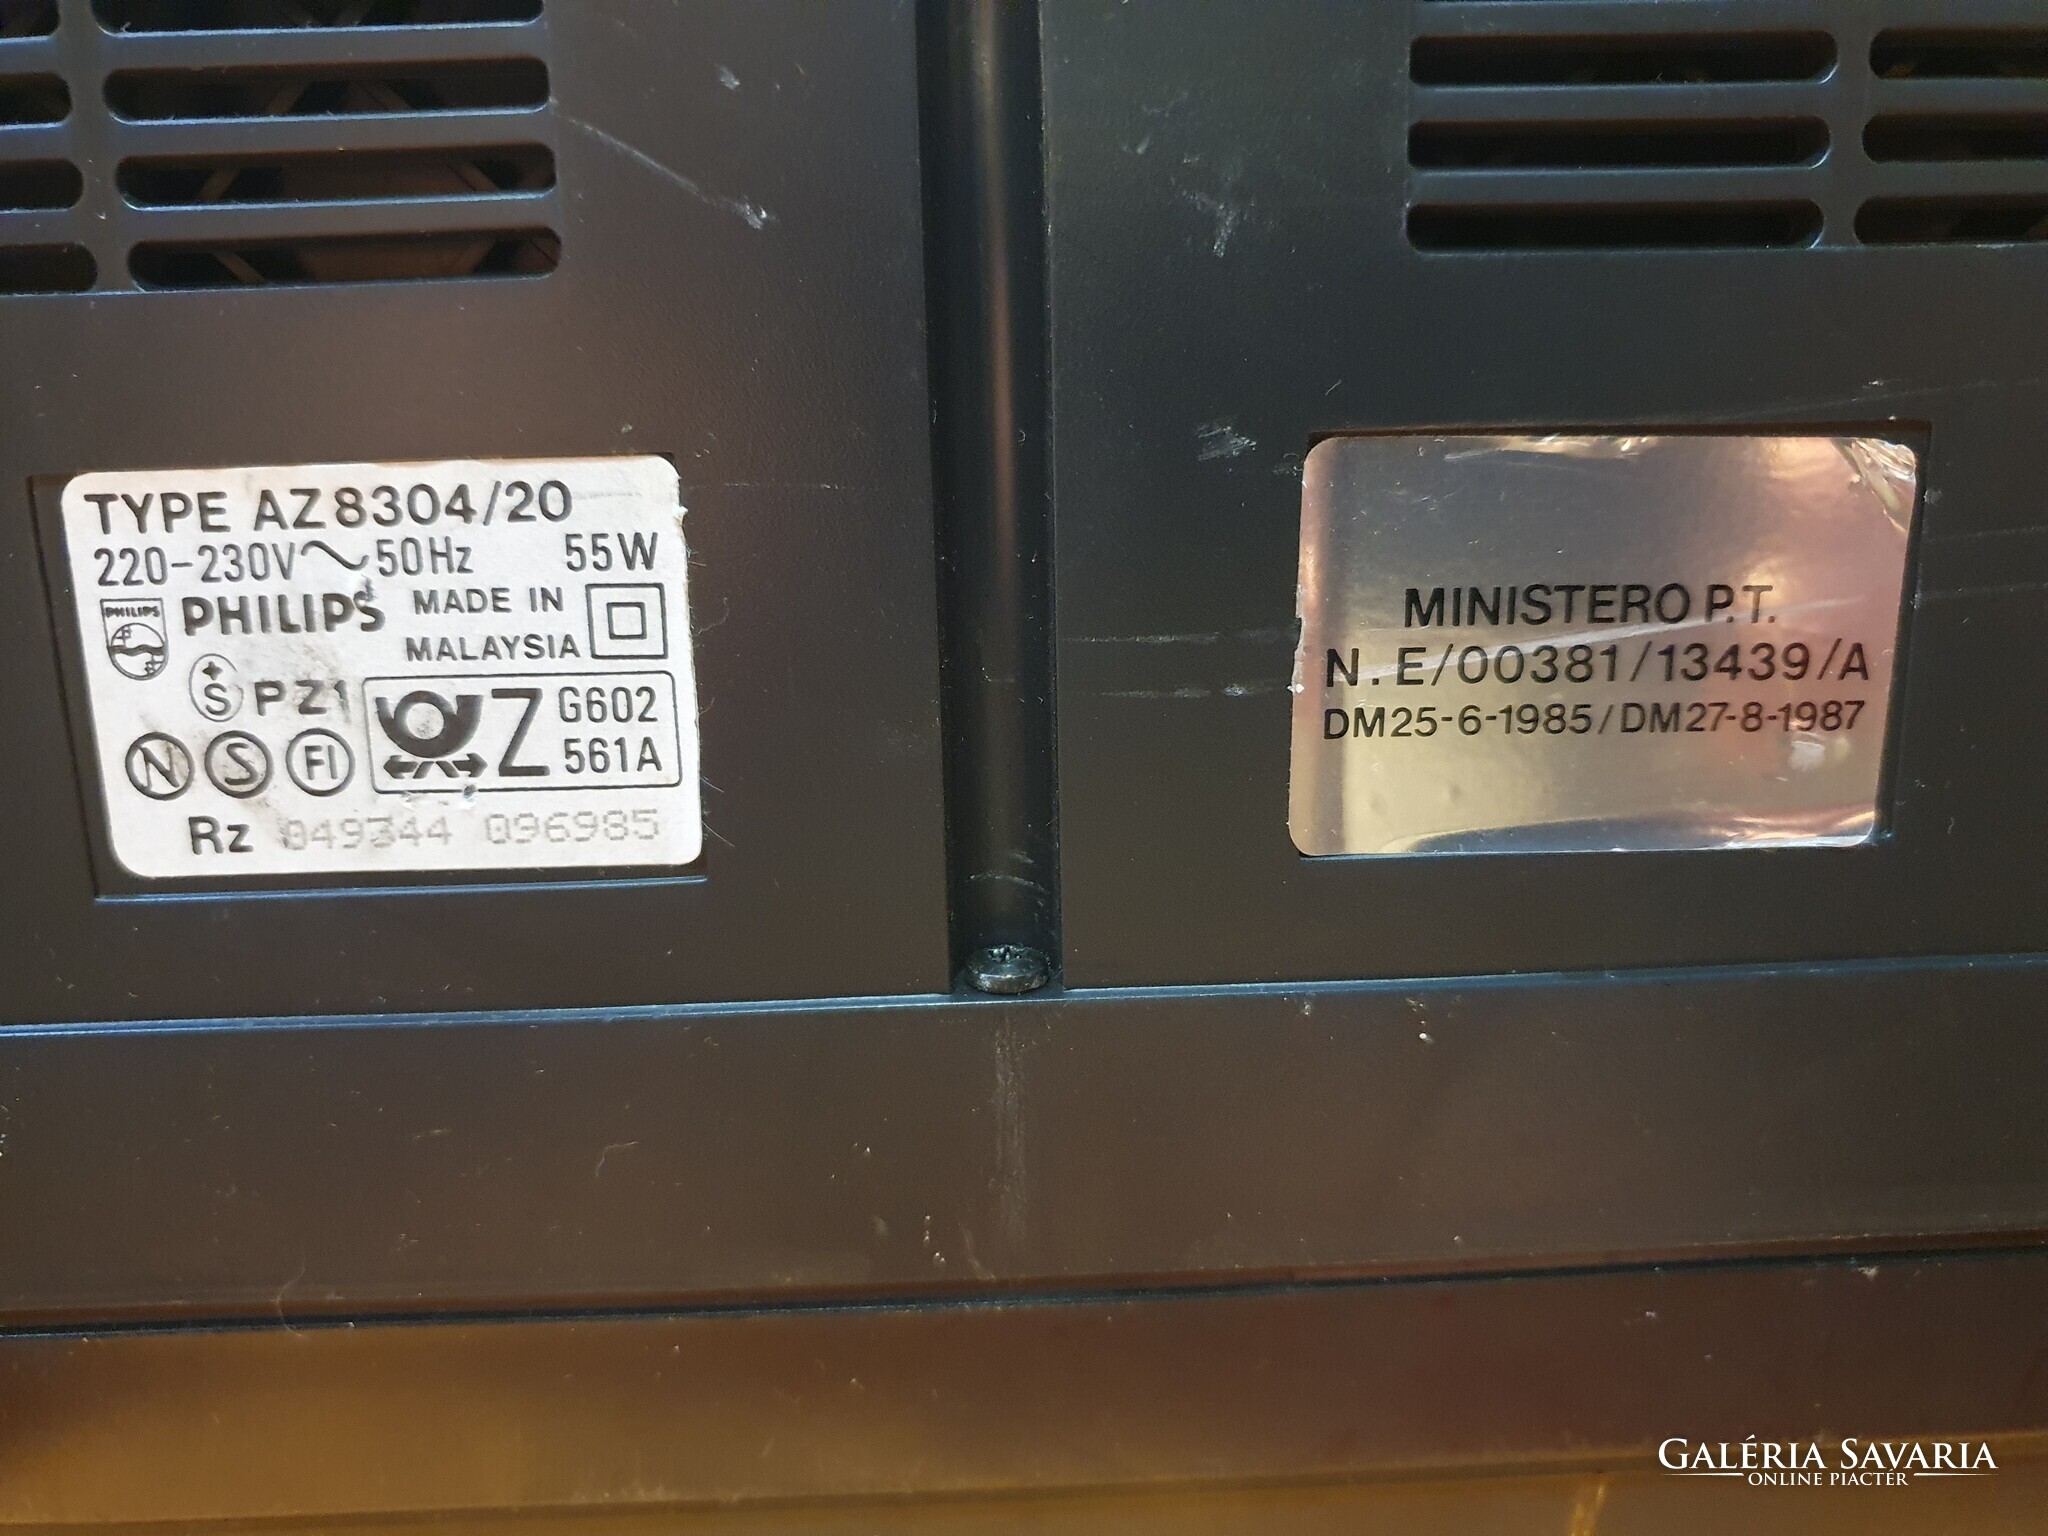 TYPE AZ8304/20
220-230V ~ 50Hz 55W
PHILIPS
PHILIPS MADE IN
MALAYSIA
S PZ1
N S FI
Z G602
561A
Rz 049344 096985
MINISTERO P.T.
N. E/00381/13439/A
DM25-6-1985/DM27-8-1987
GALÉRIA SAVARIA
ONLINE PIACTÉR